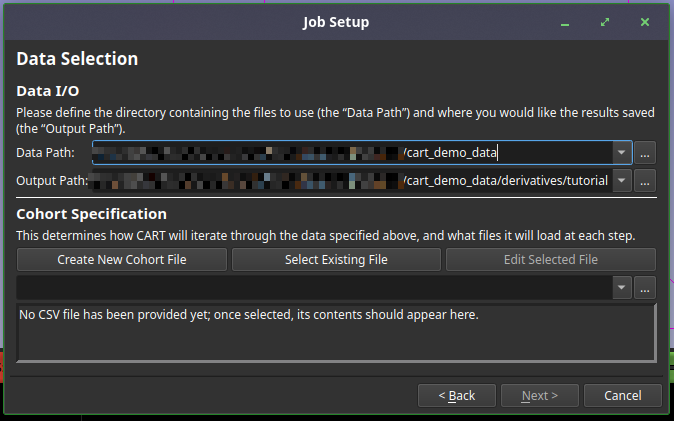 Job Setup
Data Selection
Data I/O
Please define the directory containing the files to use (the “Data Path”) and where you would like the results saved
(the “Output Path”).
Data Path: /cart_demo_data ...
Output Path: /cart_demo_data/derivatives/tutorial ...
Cohort Specification
This determines how CART will iterate through the data specified above, and what files it will load at each step.
Create New Cohort File Select Existing File Edit Selected File
...
No CSV file has been provided yet; once selected, its contents should appear here.
< Back Next > Cancel